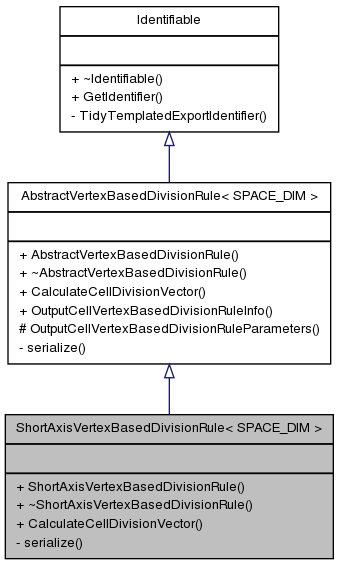 Identifiable
+ ~Identifiable()
+ GetIdentifier()
- TidyTemplatedExportIdentifier()
AbstractVertexBasedDivisionRule< SPACE_DIM >
+ AbstractVertexBasedDivisionRule()
+ ~AbstractVertexBasedDivisionRule()
+ CalculateCellDivisionVector()
+ OutputCellVertexBasedDivisionRuleInfo()
# OutputCellVertexBasedDivisionRuleParameters()
- serialize()
ShortAxisVertexBasedDivisionRule< SPACE_DIM >
+ ShortAxisVertexBasedDivisionRule()
+ ~ShortAxisVertexBasedDivisionRule()
+ CalculateCellDivisionVector()
- serialize()